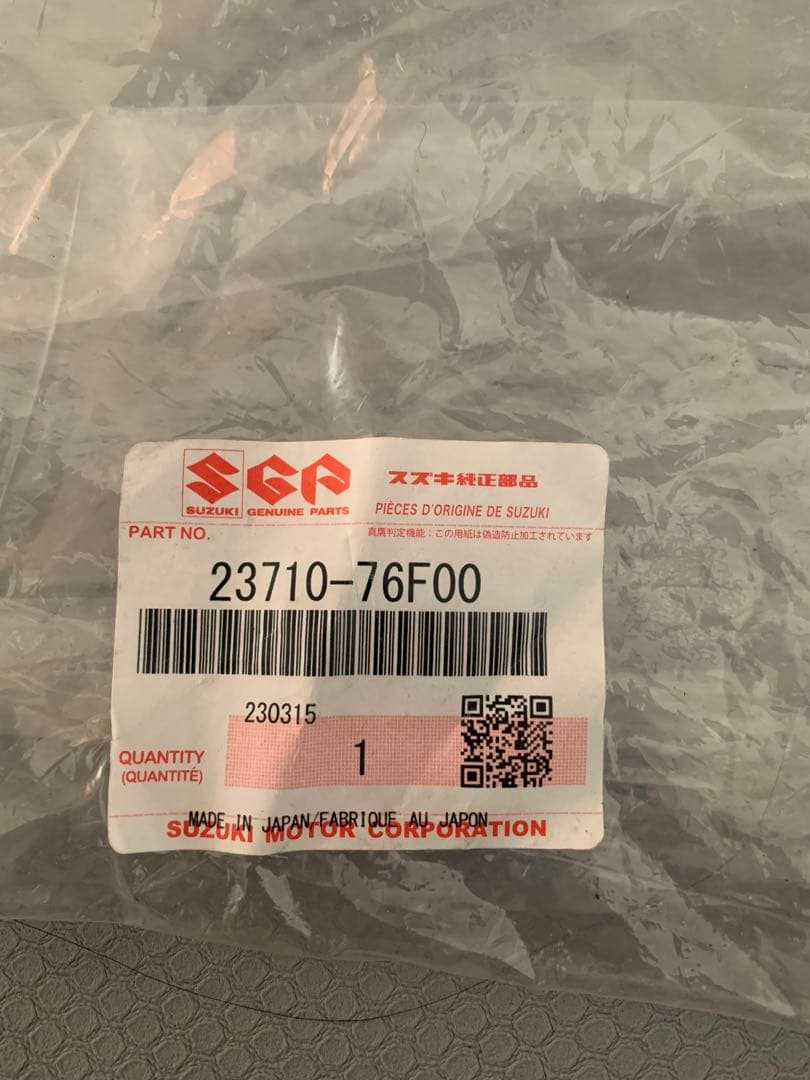 SGP スズキ純正部品
SUZUKI GENUINE PARTS PIÈCES D'ORIGINE DE SUZUKI
PART NO. 真贋判定機能：この用紙は偽造防止加工されています
23710-76F00
230315
QUANTITY
(QUANTITÉ) 1
MADE IN JAPAN/FABRIQUE AU JAPON
SUZUKI MOTOR CORPORATION